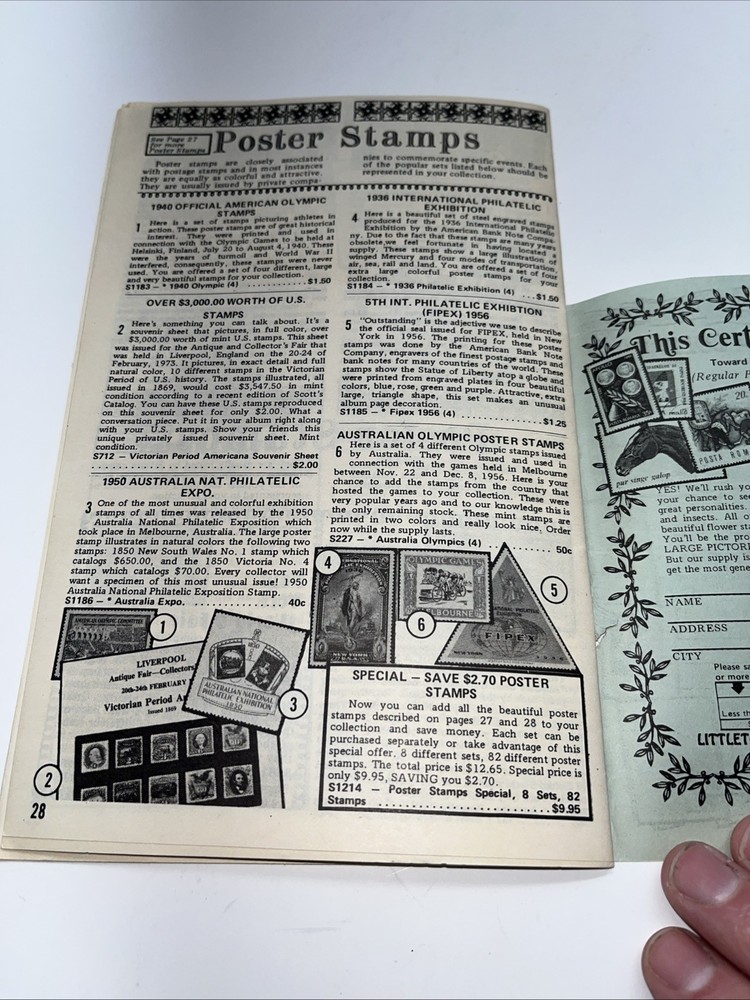 See Page 27
for more
Poster Stamps
Poster Stamps
Poster stamps are closely associated
with postage stamps and in most instances
they are equally as colorful and attractive.
They are usually issued by private compa-
nies to commemorate specific events. Each
of the popular sets listed below should be
represented in your collection.
1940 OFFICIAL AMERICAN OLYMPIC
STAMPS
1 Here is a set of stamps picturing athletes in
action. These poster stamps are of great historical
interest. They were printed and used in
connection with the Olympic Games to be held at
Helsinki, Finland, July 20 to August 4, 1940. These
were the years of turmoil and World War II
interfered, consequently, these stamps were never
used. You are offered a set of four different, large
and very beautiful stamps for your collection.
S1183 – * 1940 Olympic (4) ............... $1.50
OVER $3,000.00 WORTH OF U.S.
STAMPS
2 Here's something you can talk about. It's a
souvenir sheet that pictures, in full color, over
$3,000.00 worth of mint U.S. stamps. This sheet
was issued for the Antique and Collector's Fair that
was held in Liverpool, England on the 20-24 of
February, 1973. It pictures, in exact detail and full
natural color, 10 different stamps in the Victorian
Period of U.S. history. The stamps illustrated, all
issued in 1869, would cost $3,547.50 in mint
condition according to a recent edition of Scott's
Catalog. You can have these U.S. stamps reproduced
on this souvenir sheet for only $2.00. What a
conversation piece. Put it in your album right along
with your U.S. stamps. Show your friends this
unique privately issued souvenir sheet. Mint
condition.
S712 – Victorian Period Americana Souvenir Sheet
............................ $2.00
1950 AUSTRALIA NAT. PHILATELIC
EXPO.
3 One of the most unusual and colorful exhibition
stamps of all times was released by the 1950
Australia National Philatelic Exposition which
took place in Melbourne, Australia. The large poster
stamp illustrates in natural colors the following two
stamps: 1850 New South Wales No. 1 stamp which
catalogs $650.00, and the 1850 Victoria No. 4
stamp which catalogs $70.00. Every collector will
want a specimen of this most unusual issue! 1950
Australia National Philatelic Exposition Stamp.
S1186 – * Australia Expo. .................. 40c
1936 INTERNATIONAL PHILATELIC
EXHIBITION
4 Here is a beautiful set of steel engraved stamps
produced for the 1936 International Philatelic
Exhibition by the American Bank Note Compa-
ny. Due to the fact that these stamps are many years
obsolete, we feel fortunate in having located a
supply. These stamps show a large illustration of
winged Mercury and four modes of transportation,
air, sea, rail and land. You are offered a set of four
extra large colorful poster stamps for your
collection.
S1184 – * 1936 Philatelic Exhibition (4)
... $1.50
5TH INT. PHILATELIC EXHIBTION
(FIPEX) 1956
5 "Outstanding" is the adjective we use to describe
the official seal issued for FIPEX, held in New
York in 1956. The printing for these poster
stamps was done by the American Bank Note
Company, engravers of the finest postage stamps and
bank notes for many countries of the world. These
stamps show the Statue of Liberty atop a globe and
were printed from engraved plates in four beautiful
colors, blue, rose, green and purple. Attractive, extra
large, triangle shape, this set makes an unusual
album page decoration.
S1185 – * Fipex 1956 (4) ............... $1.25
AUSTRALIAN OLYMPIC POSTER STAMPS
6 Here is a set of 4 different Olympic stamps issued
by Australia. They were issued and used in
connection with the games held in Melbourne
between Nov. 22 and Dec. 8, 1956. Here is your
chance to add the stamps from the country that
hosted the games to your collection. These were
very popular years ago and to our knowledge this is
the only remaining stock. These mint stamps are
printed in two colors and really look nice. Order
now while the supply lasts.
S227 – * Australia Olympics (4)
........ 50c
AMERICAN OLYMPIC COMMITTEE
1
LIVERPOOL
Antique Fair—Collectors
20th-24th FEBRUARY
Victorian Period A
Issued 1869
2
1850
AUSTRALIAN NATIONAL
PHILATELIC EXHIBITION
1950
3
4
NEW YORK
OLYMPIC GAMES
MELBOURNE
6
FIPEX
5
SPECIAL – SAVE $2.70 POSTER
STAMPS
Now you can add all the beautiful poster
stamps described on pages 27 and 28 to your
collection and save money. Each set can be
purchased separately or take advantage of this
special offer. 8 different sets, 82 different poster
stamps. The total price is $12.65. Special price is
only $9.95, SAVING you $2.70.
S1214 – Poster Stamps Special, 8 Sets, 82
Stamps ........................ $9.95
28
This Cert
Toward
(Regular P
20
POSTA ROM
pur singe galop
YES! We'll rush yo
your chance to se
great personalities.
and insects. All o
beautiful flower st
You'll be the pro
LARGE PICTORI
But our supply is
get the most gene
NAME
ADDRESS
CITY
Please sa
or more
Less th
LITTLET